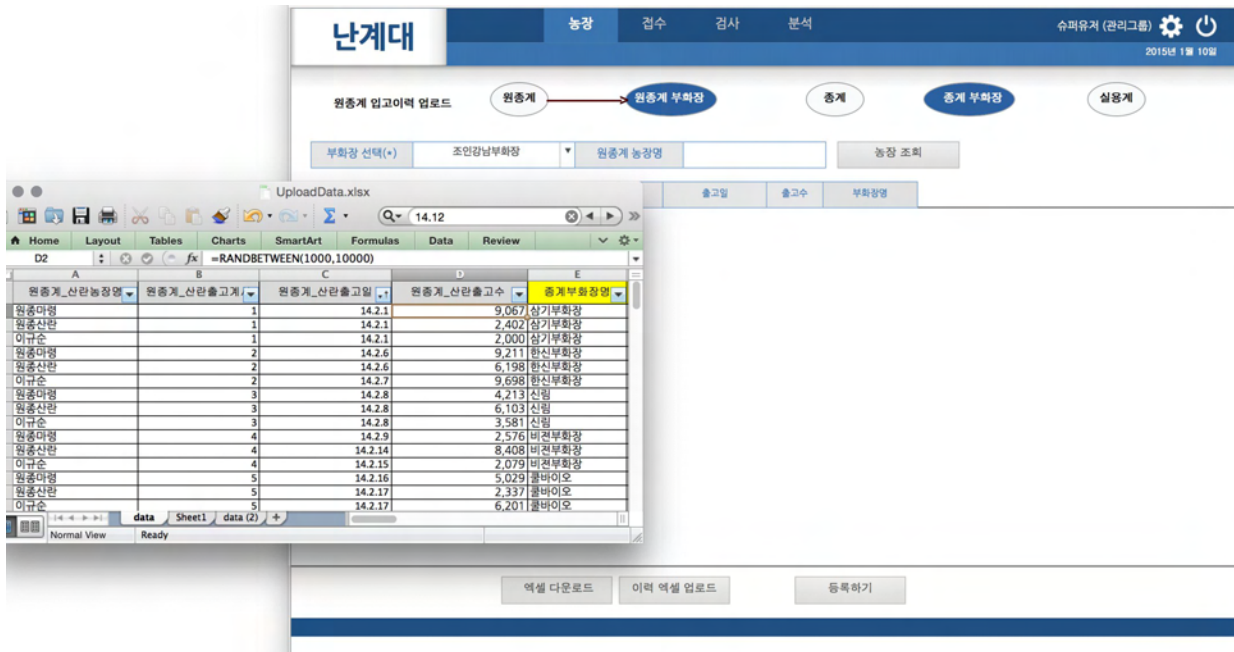 난계대
농장 접수 검사 분석
슈퍼유저 (관리그룹)
2015년 1월 10일
원종계 입고이력 업로드
원종계 원종계 부화장 종계 종계 부화장 실용계
부화장 선택(*) 조인강남부화장 ▼ 원종계 농장명 농장 조회
출고일 출고수 부화장명
UploadData.xlsx
14.12
Home Layout Tables Charts SmartArt Formulas Data Review
D2 fx =RANDBETWEEN(1000,10000)
A B C D E
원종계_산란농장명 원종계_산란출고계 원종계_산란출고일 원종계_산란출고수 종계부화장명
원종마령 1 14.2.1 9,067 삼기부화장
원종산란 1 14.2.1 2,402 삼기부화장
이규순 1 14.2.1 2,000 삼기부화장
원종마령 2 14.2.6 9,211 한신부화장
원종산란 2 14.2.6 6,198 한신부화장
이규순 2 14.2.7 9,698 한신부화장
원종마령 3 14.2.8 4,213 신림
원종산란 3 14.2.8 6,103 신림
이규순 3 14.2.8 3,581 신림
원종마령 4 14.2.9 2,576 비젼부화장
원종산란 4 14.2.14 8,408 비젼부화장
이규순 4 14.2.15 2,079 비젼부화장
원종마령 5 14.2.16 5,029 쿨바이오
원종산란 5 14.2.17 2,337 쿨바이오
이규순 5 14.2.17 6,201 쿨바이오
data Sheet1 data (2) +
Normal View Ready
엑셀 다운로드 이력 엑셀 업로드 등록하기